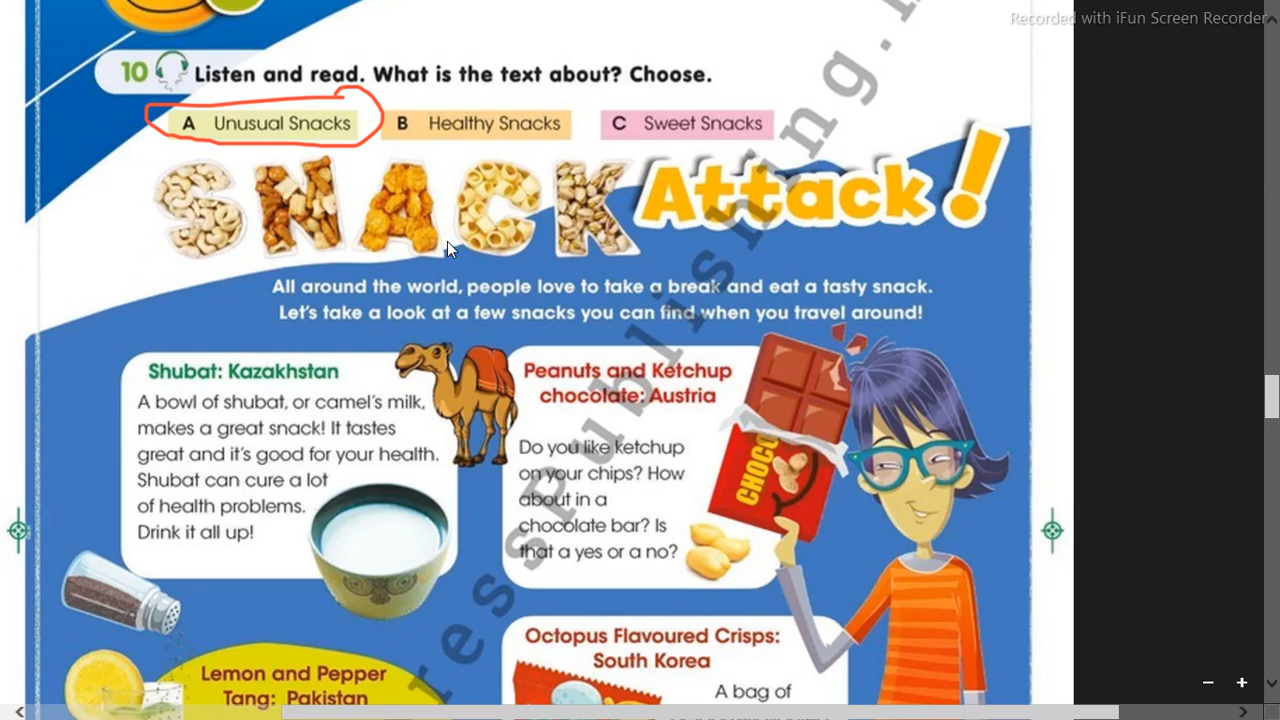 Recorded with iFun Screen Recorder
10 Listen and read. What is the text about? Choose.
A Unusual Snacks B Healthy Snacks C Sweet Snacks
SNACK Attack!
All around the world, people love to take a break and eat a tasty snack.
Let's take a look at a few snacks you can find when you travel around!
Shubat: Kazakhstan
A bowl of shubat, or camel's milk,
makes a great snack! It tastes
great and it's good for your health.
Shubat can cure a lot
of health problems.
Drink it all up!
Peanuts and Ketchup
chocolate: Austria
Do you like ketchup
on your chips? How
about in a
chocolate bar? Is
that a yes or a no?
CHOCO
Lemon and Pepper
Tang: Pakistan
Octopus Flavoured Crisps:
South Korea
A bag of
ressPublishing.